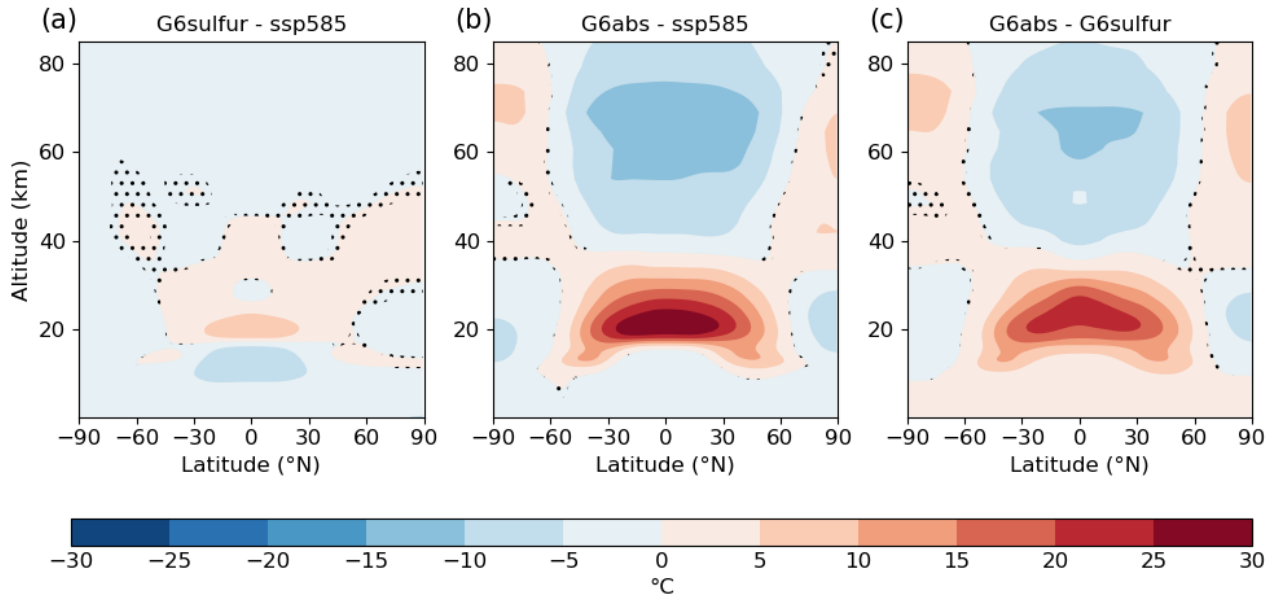 (a) G6sulfur - ssp585
(b) G6abs - ssp585
(c) G6abs - G6sulfur
Altitude (km)
80
60
40
20
−90 −60 −30 0 30 60 90
Latitude (°N)
80
60
40
20
−90 −60 −30 0 30 60 90
Latitude (°N)
80
60
40
20
−90 −60 −30 0 30 60 90
Latitude (°N)
−30 −25 −20 −15 −10 −5 0 5 10 15 20 25 30
°C